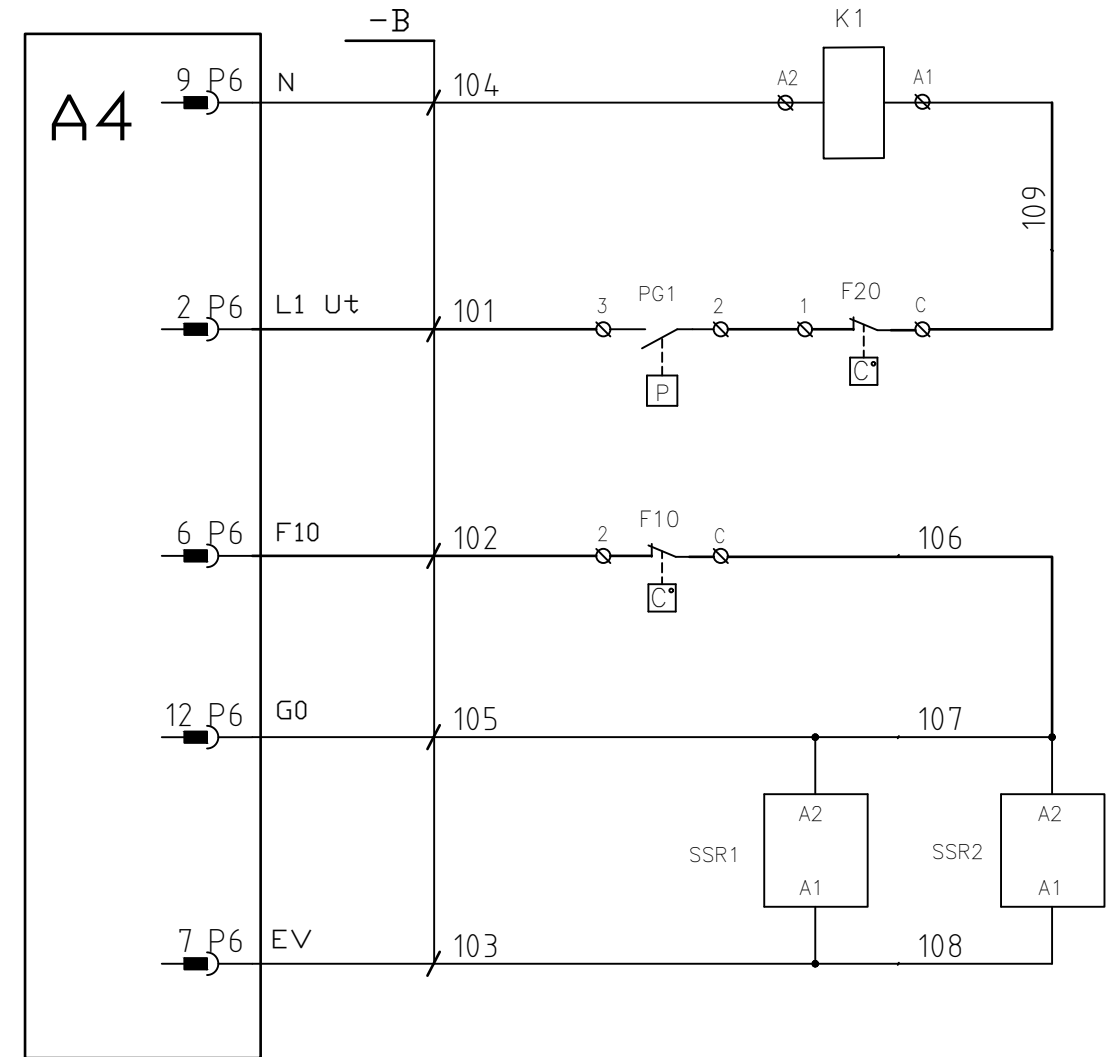 -B
K1
A4
9 P6 N 104 A2 A1
109
2 P6 L1 Ut 101 3 PG1 2 1 F20 C
P
C°
6 P6 F10 102 2 F10 C 106
C°
12 P6 G0 105 107
A2
A2
SSR1
SSR2
A1
A1
7 P6 EV 103 108